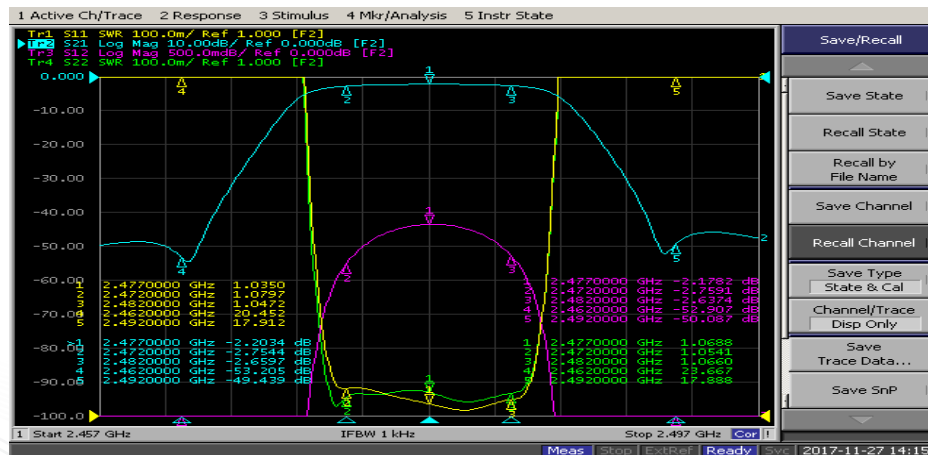 1 Active Ch/Trace 2 Response 3 Stimulus 4 Mkr/Analysis 5 Instr State
Tr1 S11 SWR 100.0m/ Ref 1.000 [F2]
Tr2 S21 Log Mag 10.00dB/ Ref 0.000dB [F2]
Tr3 S12 Log Mag 500.0mdB/ Ref 0.000dB [F2]
Tr4 S22 SWR 100.0m/ Ref 1.000 [F2]
0.000
-10.00
-20.00
-30.00
-40.00
-50.00
-60.00
-70.00
-80.00
-90.00
-100.0
1 2.4770000 GHz 1.0350
2 2.4720000 GHz 1.0797
3 2.4820000 GHz 1.0472
4 2.4620000 GHz 20.452
5 2.4920000 GHz 17.912
>1 2.4770000 GHz -2.2034 dB
2 2.4720000 GHz -2.7544 dB
3 2.4820000 GHz -2.6597 dB
4 2.4620000 GHz -53.205 dB
5 2.4920000 GHz -49.439 dB
1 2.4770000 GHz -2.1782 dB
2 2.4720000 GHz -2.7591 dB
3 2.4820000 GHz -2.6374 dB
4 2.4620000 GHz -52.907 dB
5 2.4920000 GHz -50.087 dB
1 2.4770000 GHz 1.0688
2 2.4720000 GHz 1.0541
3 2.4820000 GHz 1.0660
4 2.4620000 GHz 23.667
5 2.4920000 GHz 17.888
1 Start 2.457 GHz IFBW 1 kHz Stop 2.497 GHz Cor !
Meas Stop ExtRef Ready Svc 2017-11-27 14:15
Save/Recall
Save State
Recall State
Recall by
File Name
Save Channel
Recall Channel
Save Type
State & Cal
Channel/Trace
Disp Only
Save
Trace Data...
Save SnP